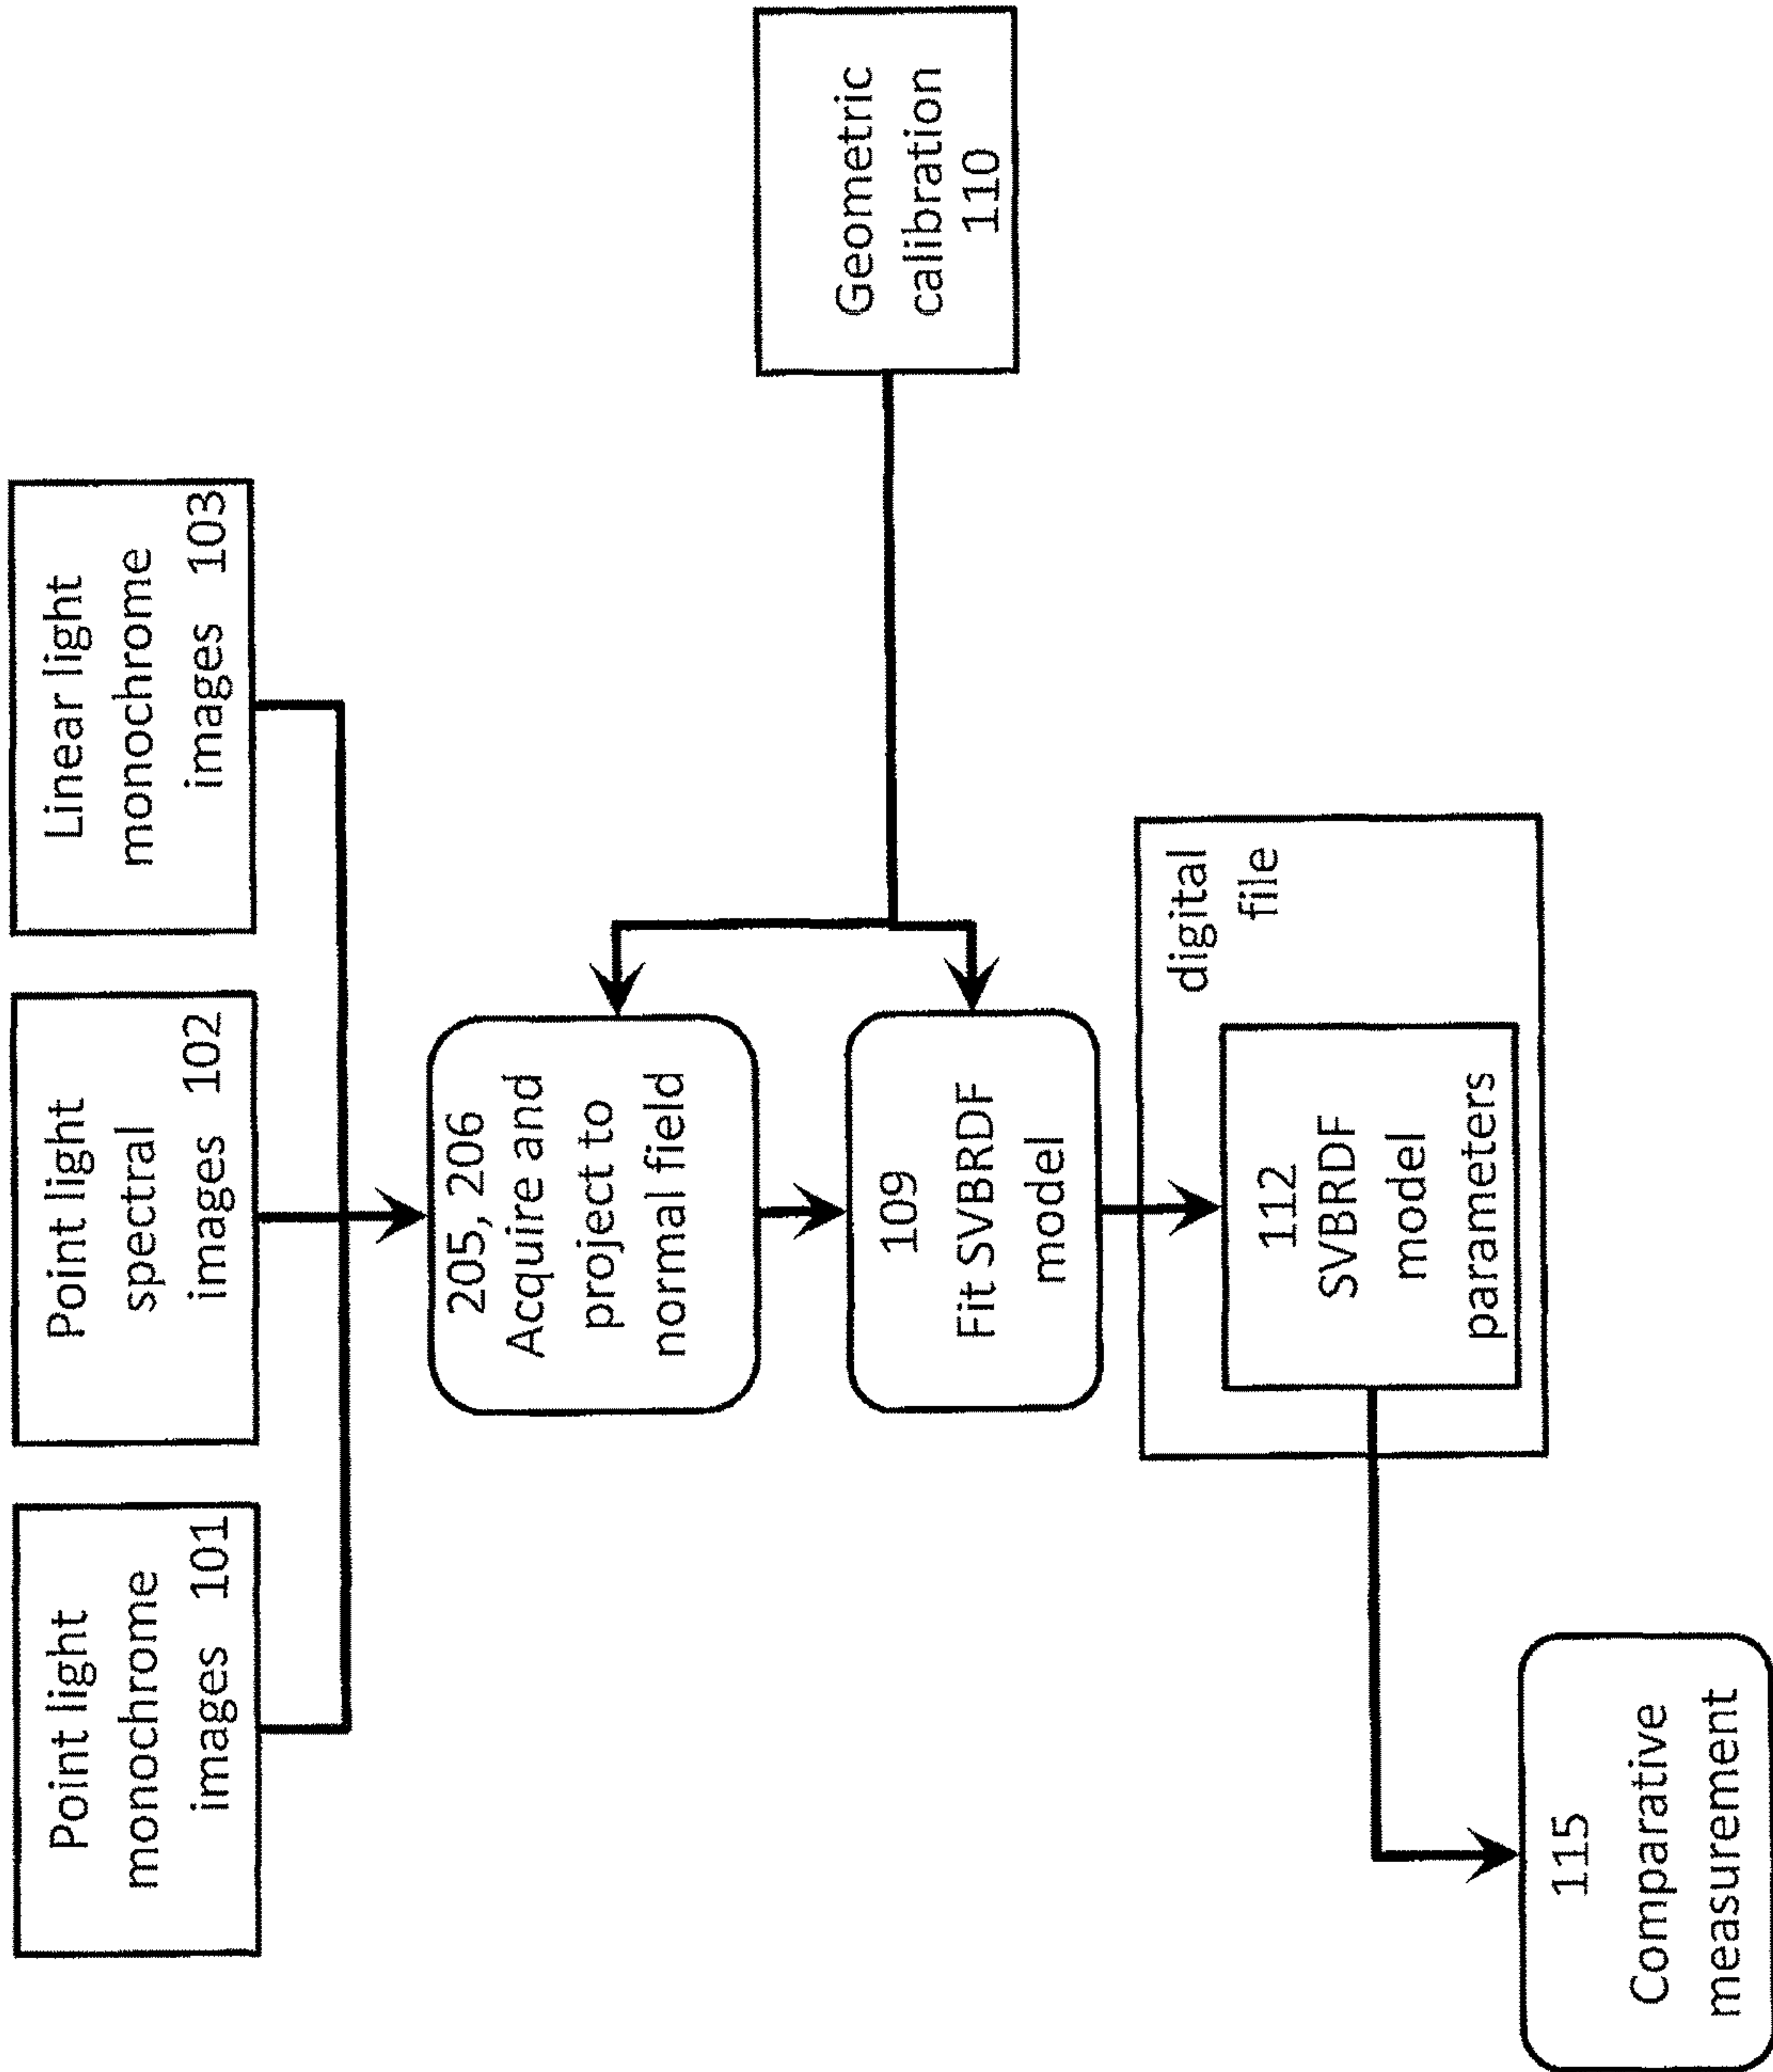 Point light
monochrome
images 101
Point light
spectral
images 102
Linear light
monochrome
images 103
205, 206
Acquire and
project to
normal field
Geometric
calibration
110
109
Fit SVBRDF
model
digital
file
112
SVBRDF
model
parameters
115
Comparative
measurement